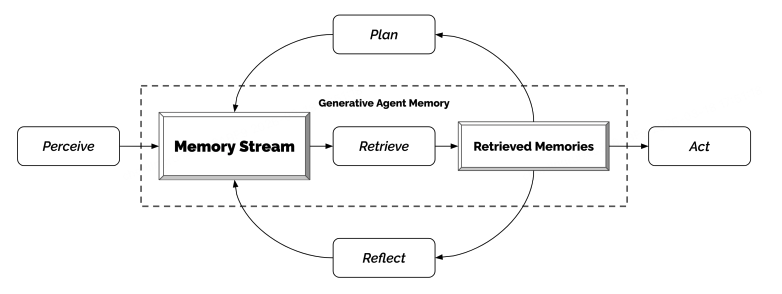 Plan
Generative Agent Memory
Perceive
Memory Stream
Retrieve
Retrieved Memories
Act
Reflect